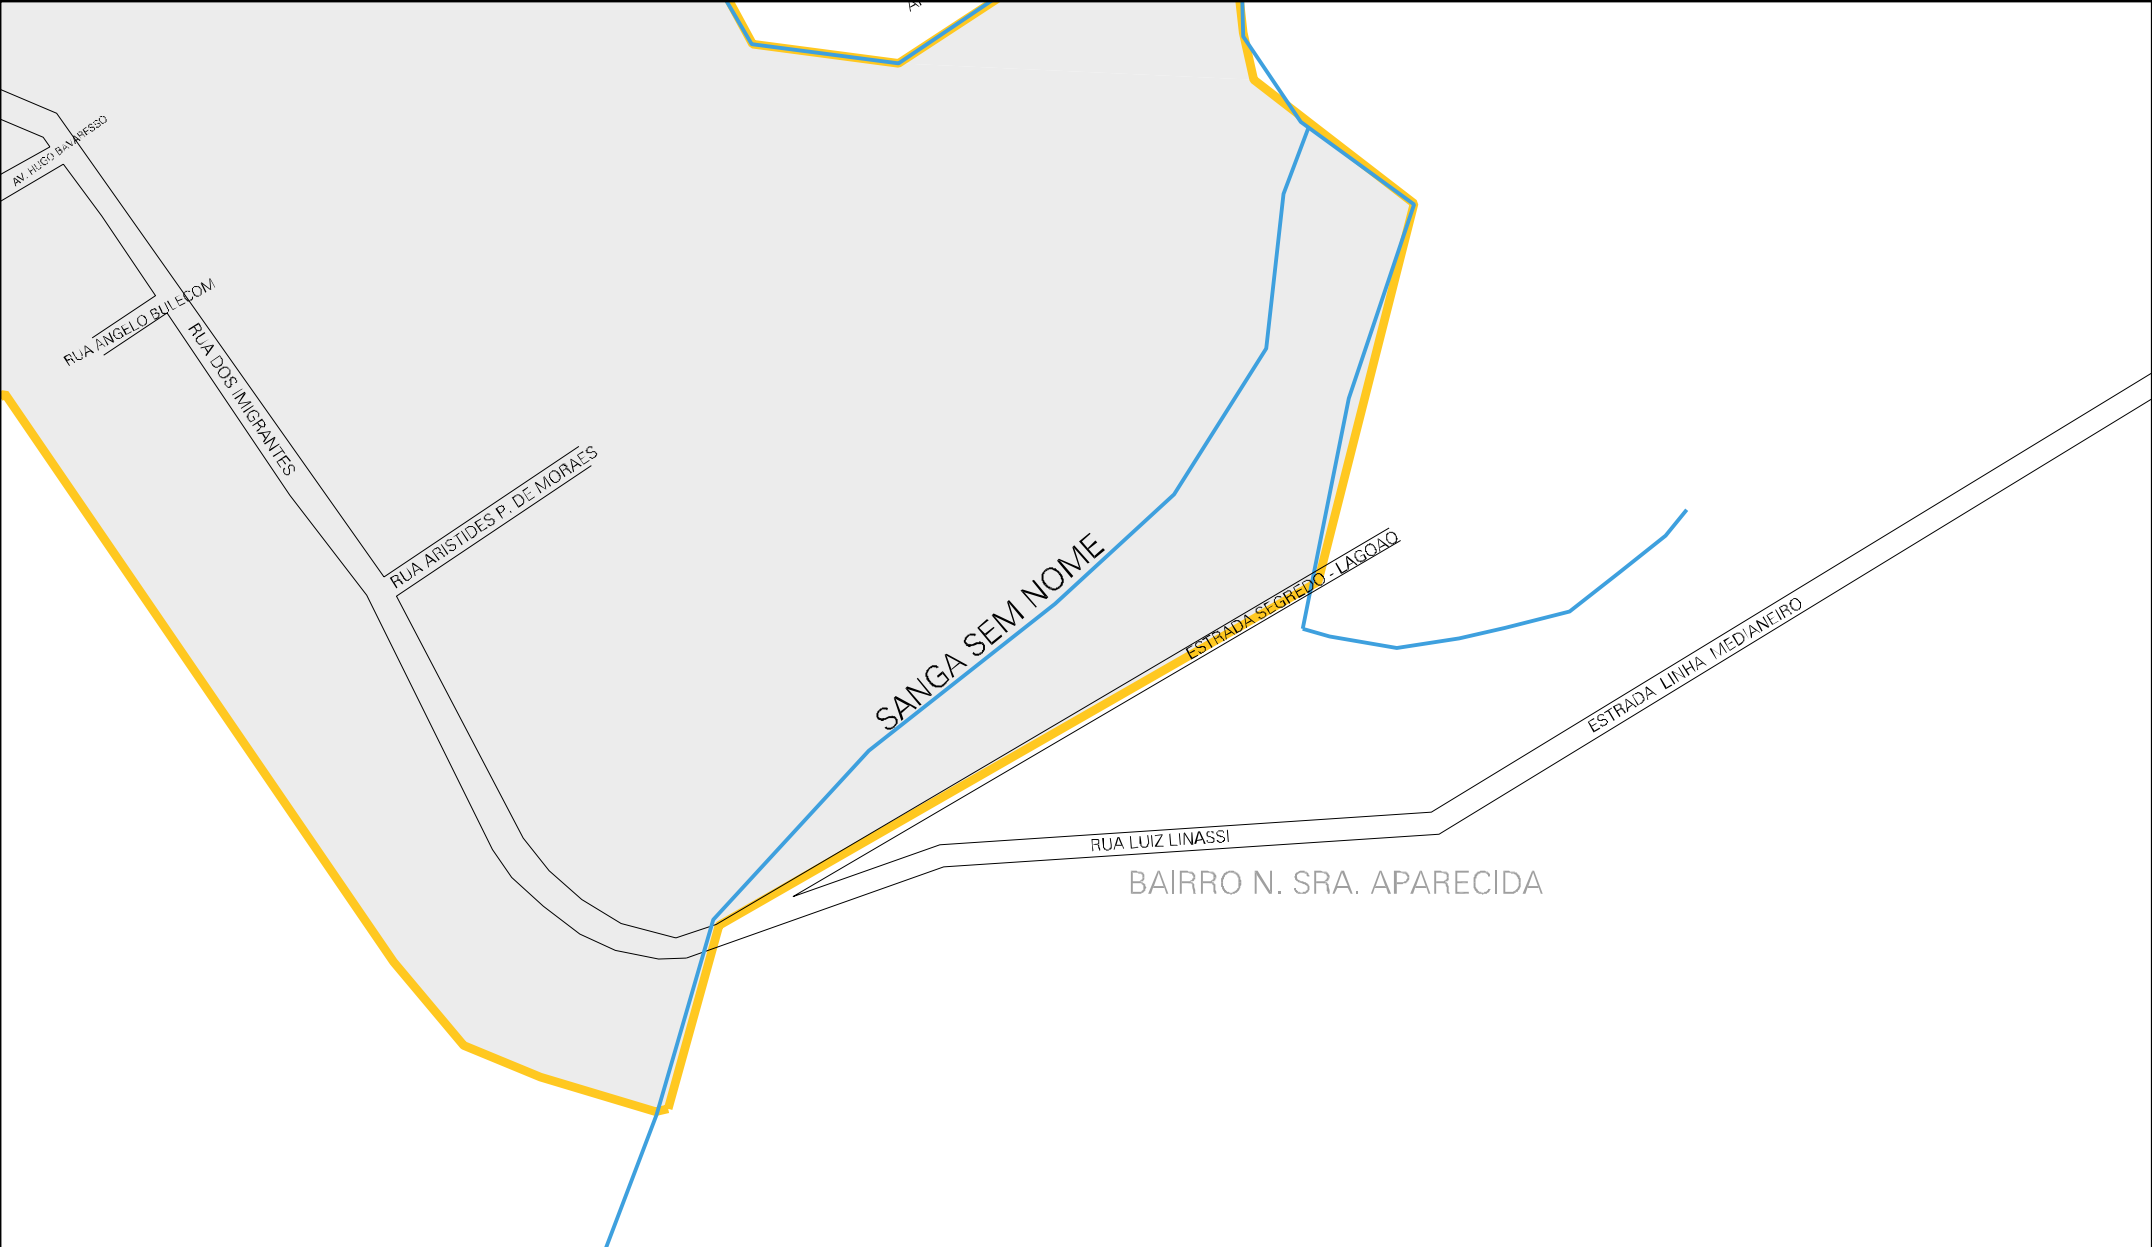 AV. HUGO BAVARESSO
RUA ANGELO BULECOM
RUA DOS IMIGRANTES
RUA ARISTIDES P. DE MORAES
SANGA SEM NOME
ESTRADA SEGREDO - LAGOAO
ESTRADA LINHA MEDIANEIRO
RUA LUIZ LINASSI
BAIRRO N. SRA. APARECIDA